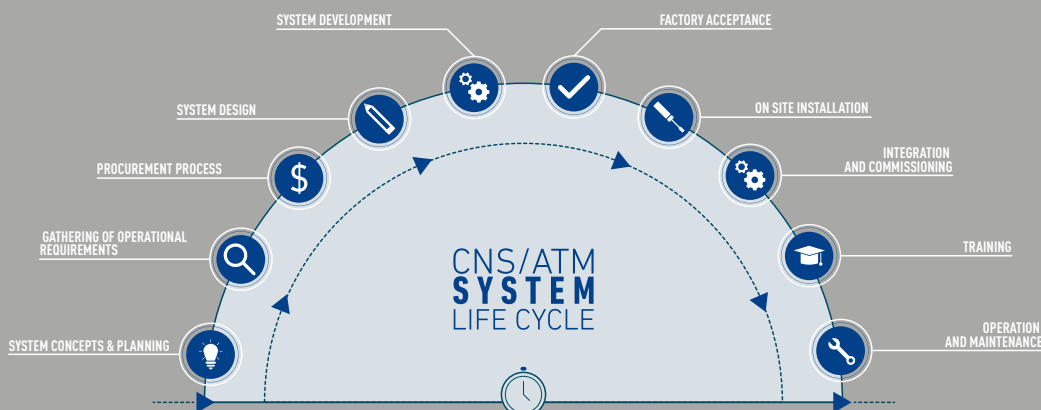 SYSTEM DEVELOPMENT
FACTORY ACCEPTANCE
SYSTEM DESIGN
ON SITE INSTALLATION
PROCUREMENT PROCESS
INTEGRATION
AND COMMISSIONING
GATHERING OF OPERATIONAL
REQUIREMENTS
TRAINING
SYSTEM CONCEPTS & PLANNING
OPERATION
AND MAINTENANCE
$
CNS/ATM
SYSTEM
LIFE CYCLE